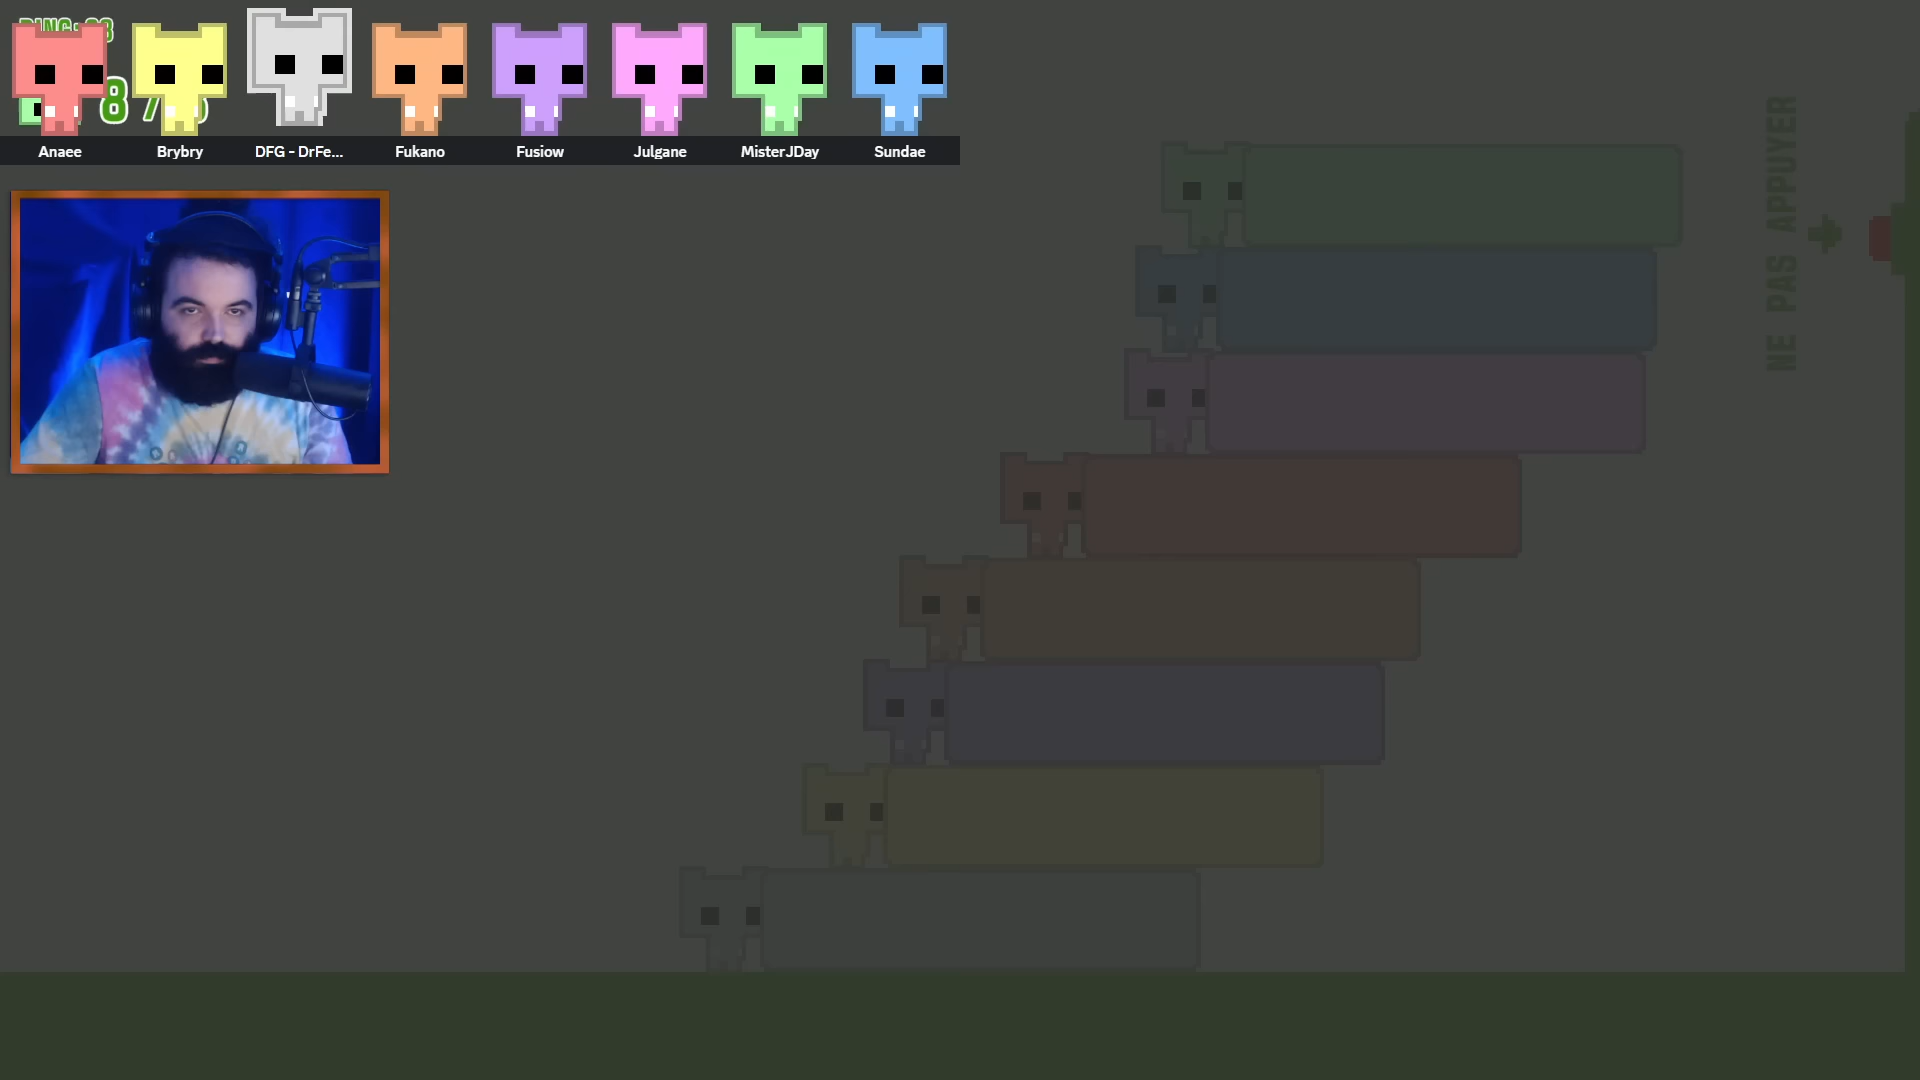 Anaee
Brybry
DFG - DrFe...
Fukano
Fusiow
Julgane
MisterJDay
Sundae
NE PAS APPUYER